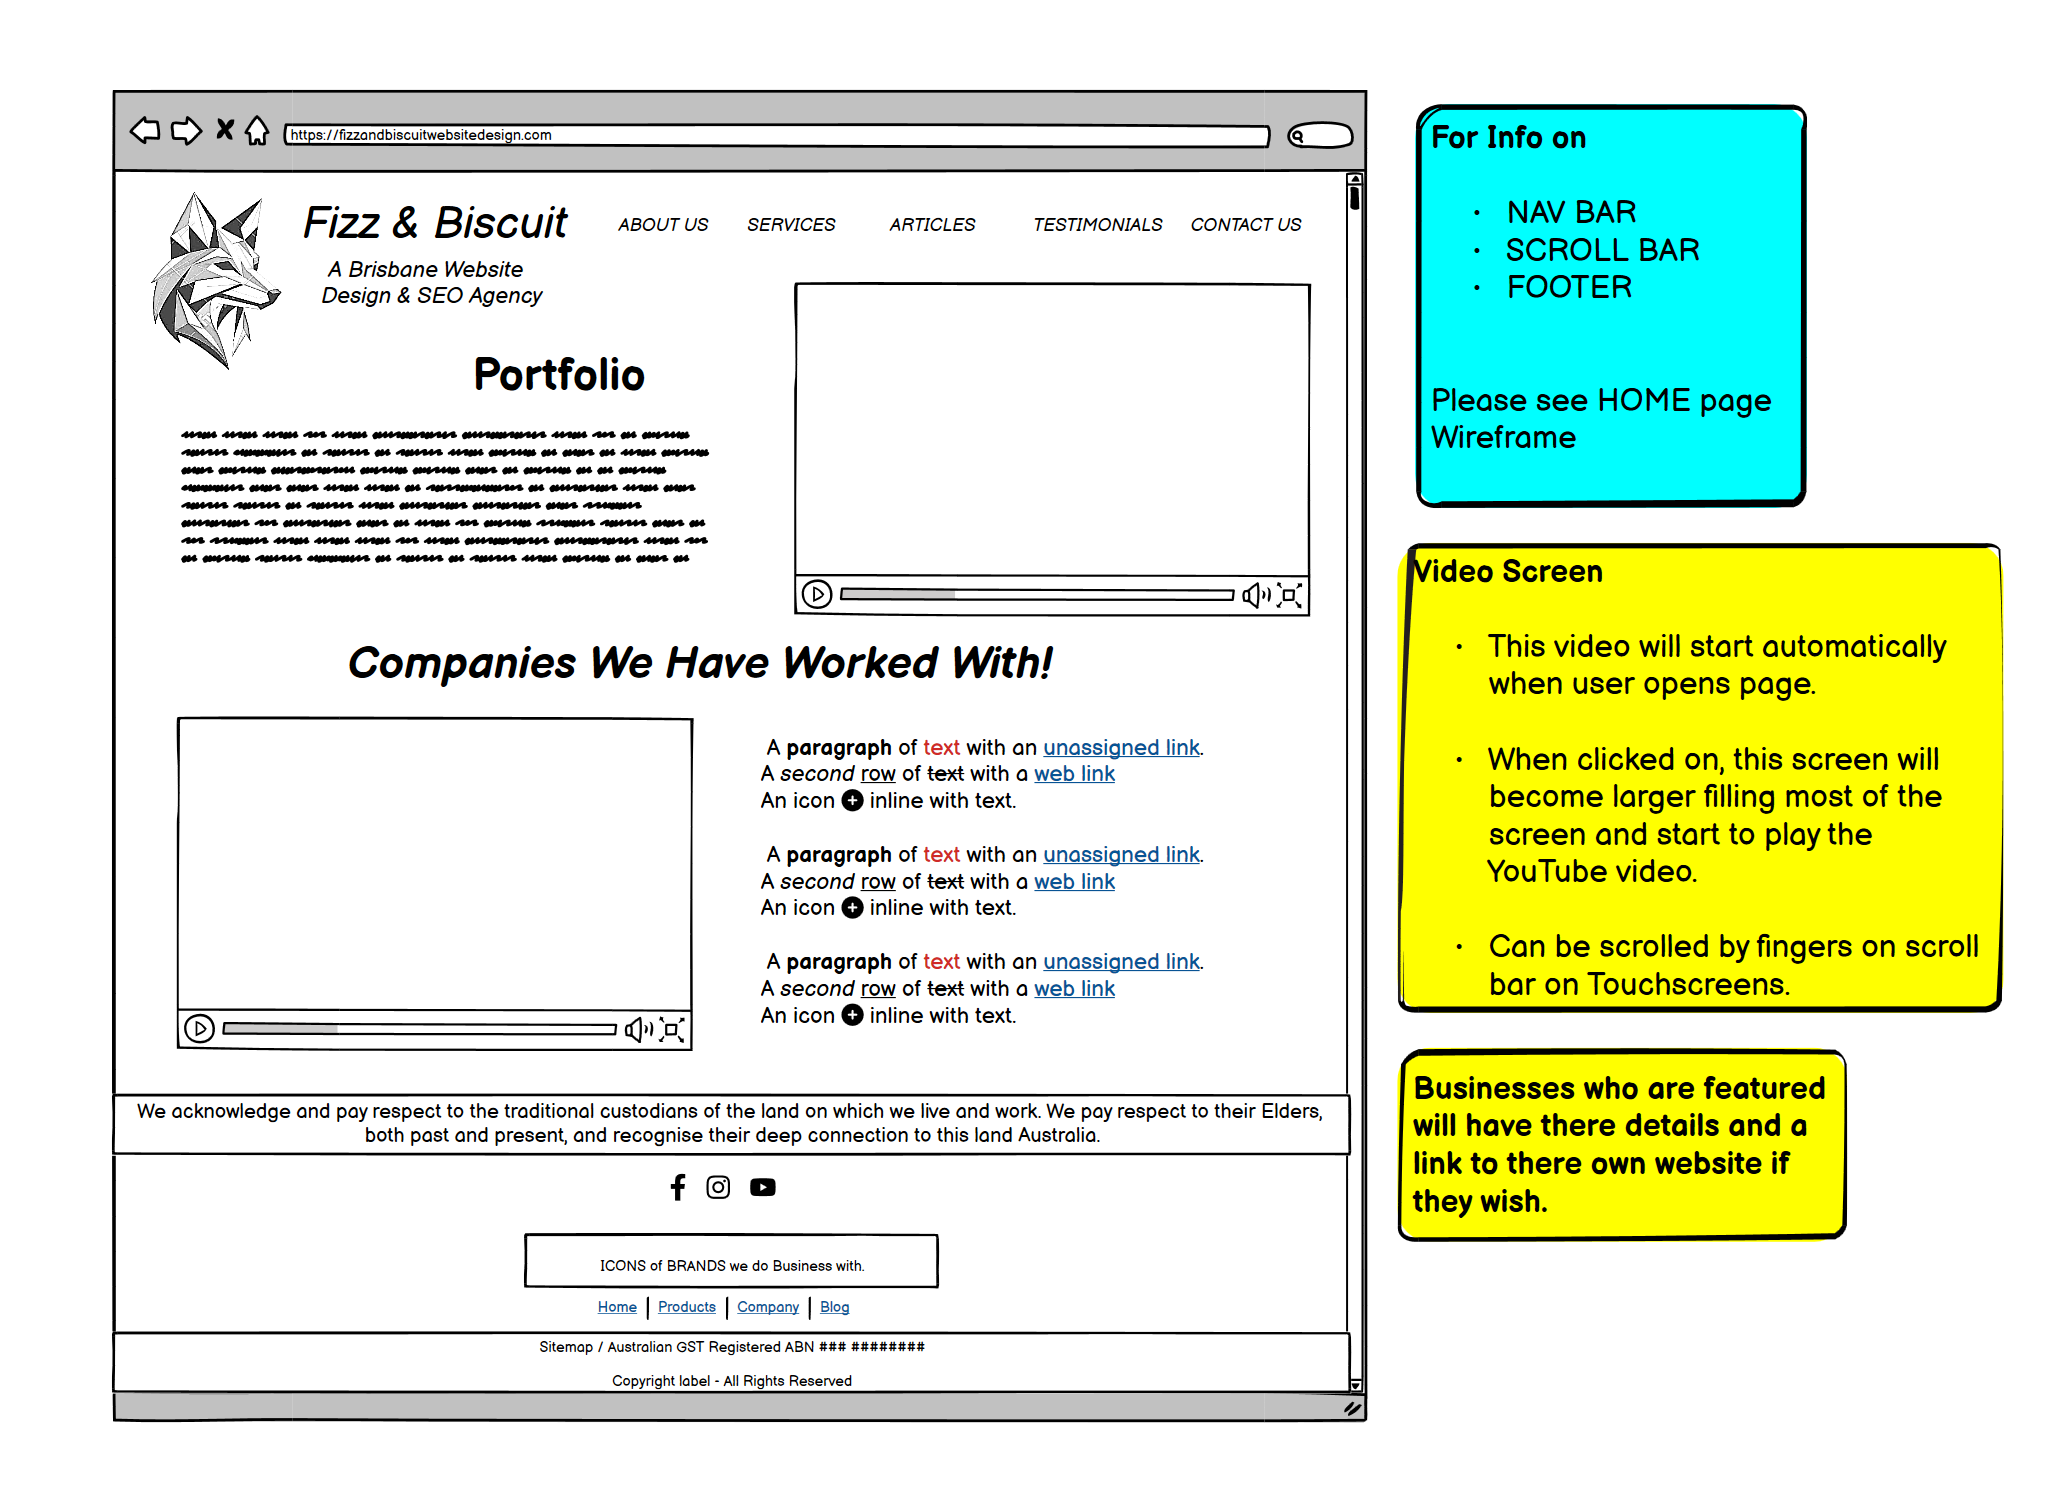 https://fizzandbiscuitwebsitedesign.com
Fizz & Biscuit
A Brisbane Website
Design & SEO Agency
ABOUT US
SERVICES
ARTICLES
TESTIMONIALS
CONTACT US
Portfolio
Companies We Have Worked With!
A paragraph of text with an unassigned link.
A second row of text with a web link
An icon inline with text.
A paragraph of text with an unassigned link.
A second row of text with a web link
An icon inline with text.
A paragraph of text with an unassigned link.
A second row of text with a web link
An icon inline with text.
We acknowledge and pay respect to the traditional custodians of the land on which we live and work. We pay respect to their Elders,
both past and present, and recognise their deep connection to this land Australia.
ICONS of BRANDS we do Business with.
Home | Products | Company | Blog
Sitemap / Australian GST Registered ABN ### ########
Copyright label - All Rights Reserved
For Info on
• NAV BAR
• SCROLL BAR
• FOOTER
Please see HOME page
Wireframe
Video Screen
• This video will start automatically
when user opens page.
• When clicked on, this screen will
become larger filling most of the
screen and start to play the
YouTube video.
• Can be scrolled by fingers on scroll
bar on Touchscreens.
Businesses who are featured
will have there details and a
link to there own website if
they wish.